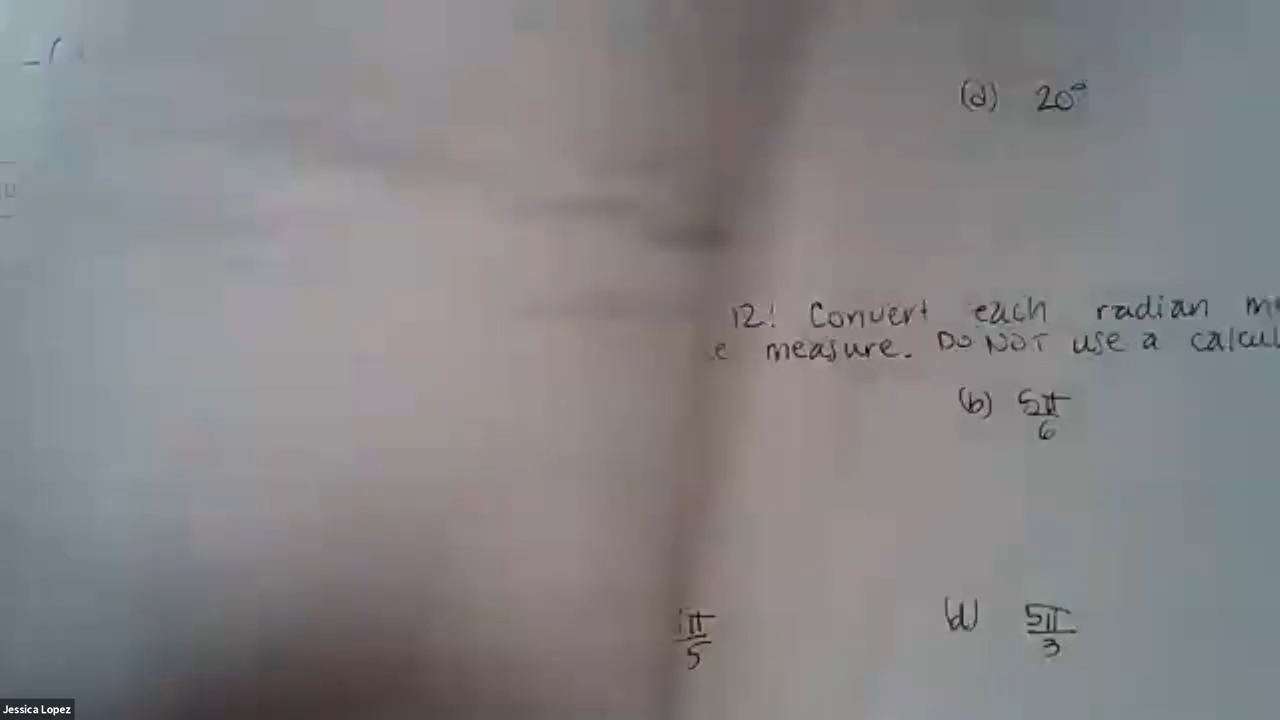 (d) 20°
12! Convert each radian
measure. DO NOT use a
(b) 5π
6
π
5
(d) 5π
3
Jessica Lopez